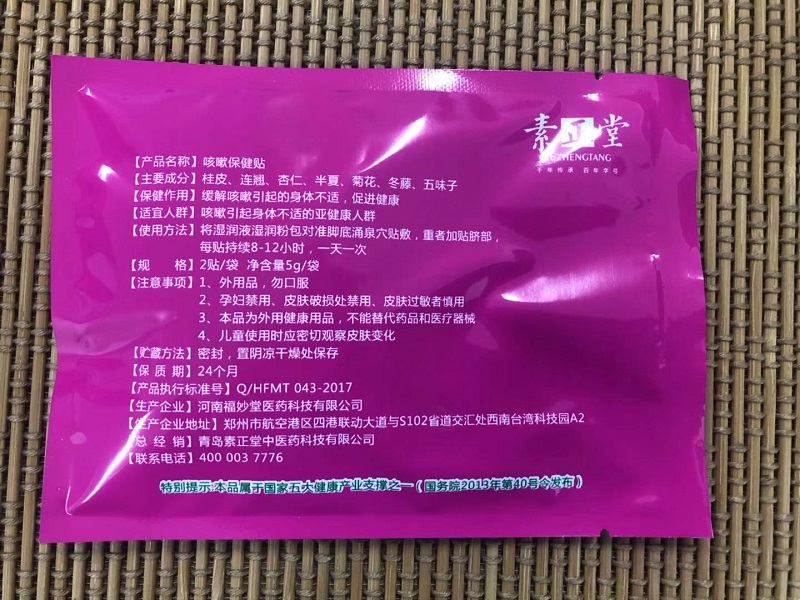 素正堂
千年传承 百年字号
【产品名称】咳嗽保健贴
【主要成分】桂皮、连翘、杏仁、半夏、菊花、冬藤、五味子
【保健作用】缓解咳嗽引起的身体不适，促进健康
【适宜人群】咳嗽引起身体不适的亚健康人群
【使用方法】将湿润液湿润粉包对准脚底涌泉穴贴敷，重者加贴脐部，
每贴持续8-12小时，一天一次
【规 格】2贴/袋 净含量5g/袋
【注意事项】1、外用品，勿口服
2、孕妇禁用、皮肤破损处禁用、皮肤过敏者慎用
3、本品为外用健康用品，不能替代药品和医疗器械
4、儿童使用时应密切观察皮肤变化
【贮藏方法】密封，置阴凉干燥处保存
【保 质 期】24个月
【产品执行标准号】Q/HFMT 043-2017
【生产企业】河南福妙堂医药科技有限公司
【生产企业地址】郑州市航空港区四港联动大道与S102省道交汇处西南台湾科技园A2
【总 经 销】青岛素正堂中医药科技有限公司
【联系电话】400 003 7776
特别提示:本品属于国家五大健康产业支撑之一（国务院2013年第40号令发布）